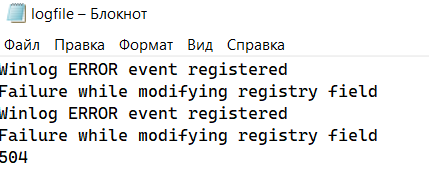 logfile – Блокнот
Файл Правка Формат Вид Справка
Winlog ERROR event registered
Failure while modifying registry field
Winlog ERROR event registered
Failure while modifying registry field
504